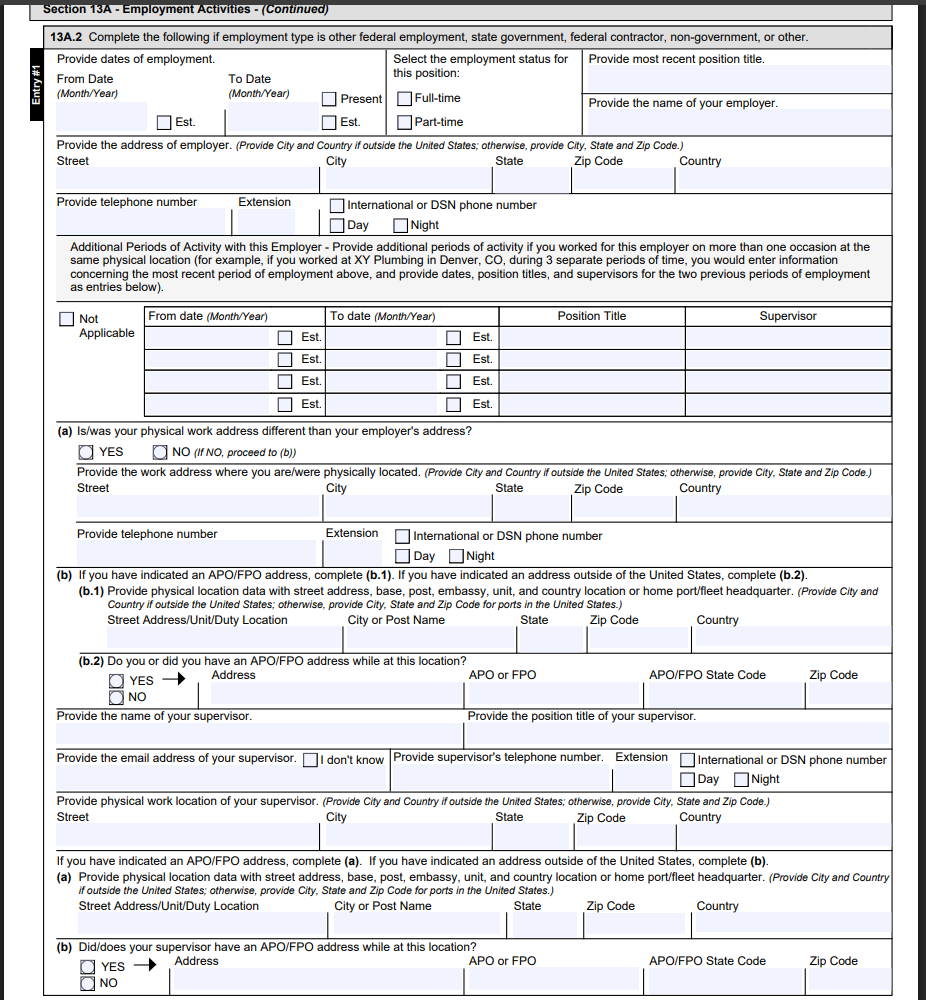 Section 13A - Employment Activities - (Continued)
13A.2 Complete the following if employment type is other federal employment, state government, federal contractor, non-government, or other.
Entry #1
Provide dates of employment.
From Date
(Month/Year)
Est.
To Date
(Month/Year)
Present
Est.
Select the employment status for
this position:
Full-time
Part-time
Provide most recent position title.
Provide the name of your employer.
Provide the address of employer. (Provide City and Country if outside the United States; otherwise, provide City, State and Zip Code.)
Street City State Zip Code Country
Provide telephone number Extension International or DSN phone number
Day Night
Additional Periods of Activity with this Employer - Provide additional periods of activity if you worked for this employer on more than one occasion at the
same physical location (for example, if you worked at XY Plumbing in Denver, CO, during 3 separate periods of time, you would enter information
concerning the most recent period of employment above, and provide dates, position titles, and supervisors for the two previous periods of employment
as entries below).
Not
Applicable
From date (Month/Year) To date (Month/Year) Position Title Supervisor
Est. Est.
Est. Est.
Est. Est.
Est. Est.
(a) Is/was your physical work address different than your employer's address?
YES NO (If NO, proceed to (b))
Provide the work address where you are/were physically located. (Provide City and Country if outside the United States; otherwise, provide City, State and Zip Code.)
Street City State Zip Code Country
Provide telephone number Extension International or DSN phone number
Day Night
(b) If you have indicated an APO/FPO address, complete (b.1). If you have indicated an address outside of the United States, complete (b.2).
(b.1) Provide physical location data with street address, base, post, embassy, unit, and country location or home port/fleet headquarter. (Provide City and
Country if outside the United States; otherwise, provide City, State and Zip Code for ports in the United States.)
Street Address/Unit/Duty Location City or Post Name State Zip Code Country
(b.2) Do you or did you have an APO/FPO address while at this location?
YES Address APO or FPO APO/FPO State Code Zip Code
NO
Provide the name of your supervisor. Provide the position title of your supervisor.
Provide the email address of your supervisor. I don't know Provide supervisor's telephone number. Extension International or DSN phone number
Day Night
Provide physical work location of your supervisor. (Provide City and Country if outside the United States; otherwise, provide City, State and Zip Code.)
Street City State Zip Code Country
If you have indicated an APO/FPO address, complete (a). If you have indicated an address outside of the United States, complete (b).
(a) Provide physical location data with street address, base, post, embassy, unit, and country location or home port/fleet headquarter. (Provide City and Country
if outside the United States; otherwise, provide City, State and Zip Code for ports in the United States.)
Street Address/Unit/Duty Location City or Post Name State Zip Code Country
(b) Did/does your supervisor have an APO/FPO address while at this location?
YES Address APO or FPO APO/FPO State Code Zip Code
NO